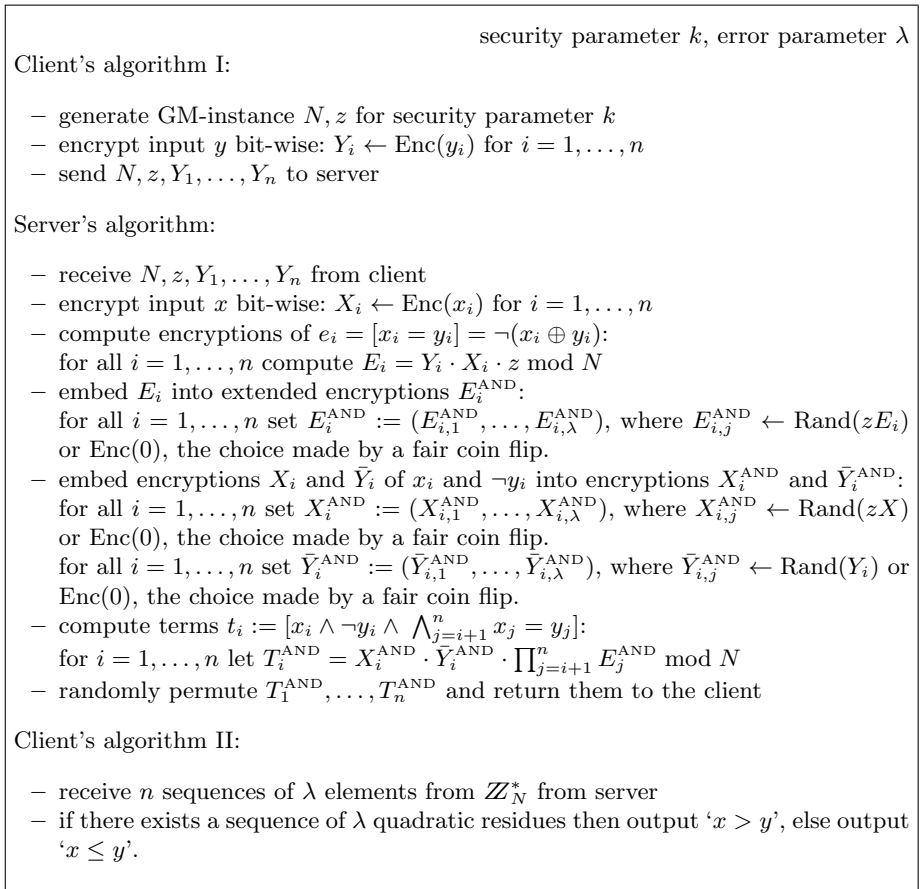 security parameter k, error parameter λ
Client's algorithm I:
– generate GM-instance N, z for security parameter k
– encrypt input y bit-wise: Y_i ← Enc(y_i) for i = 1, . . . , n
– send N, z, Y_1, . . . , Y_n to server
Server's algorithm:
– receive N, z, Y_1, . . . , Y_n from client
– encrypt input x bit-wise: X_i ← Enc(x_i) for i = 1, . . . , n
– compute encryptions of e_i = [x_i = y_i] = ¬(x_i ⊕ y_i):
for all i = 1, . . . , n compute E_i = Y_i · X_i · z mod N
– embed E_i into extended encryptions E_i^AND:
for all i = 1, . . . , n set E_i^AND := (E_{i,1}^AND, . . . , E_{i,λ}^AND), where E_{i,j}^AND ← Rand(zE_i)
or Enc(0), the choice made by a fair coin flip.
– embed encryptions X_i and Ȳ_i of x_i and ¬y_i into encryptions X_i^AND and Ȳ_i^AND:
for all i = 1, . . . , n set X_i^AND := (X_{i,1}^AND, . . . , X_{i,λ}^AND), where X_{i,j}^AND ← Rand(zX)
or Enc(0), the choice made by a fair coin flip.
for all i = 1, . . . , n set Ȳ_i^AND := (Ȳ_{i,1}^AND, . . . , Ȳ_{i,λ}^AND), where Ȳ_{i,j}^AND ← Rand(Y_i) or
Enc(0), the choice made by a fair coin flip.
– compute terms t_i := [x_i ∧ ¬y_i ∧ ⋀_{j=i+1}^n x_j = y_j]:
for i = 1, . . . , n let T_i^AND = X_i^AND · Ȳ_i^AND · ∏_{j=i+1}^n E_j^AND mod N
– randomly permute T_1^AND, . . . , T_n^AND and return them to the client
Client's algorithm II:
– receive n sequences of λ elements from ℤ_N^* from server
– if there exists a sequence of λ quadratic residues then output ‘x > y’, else output
‘x ≤ y’.